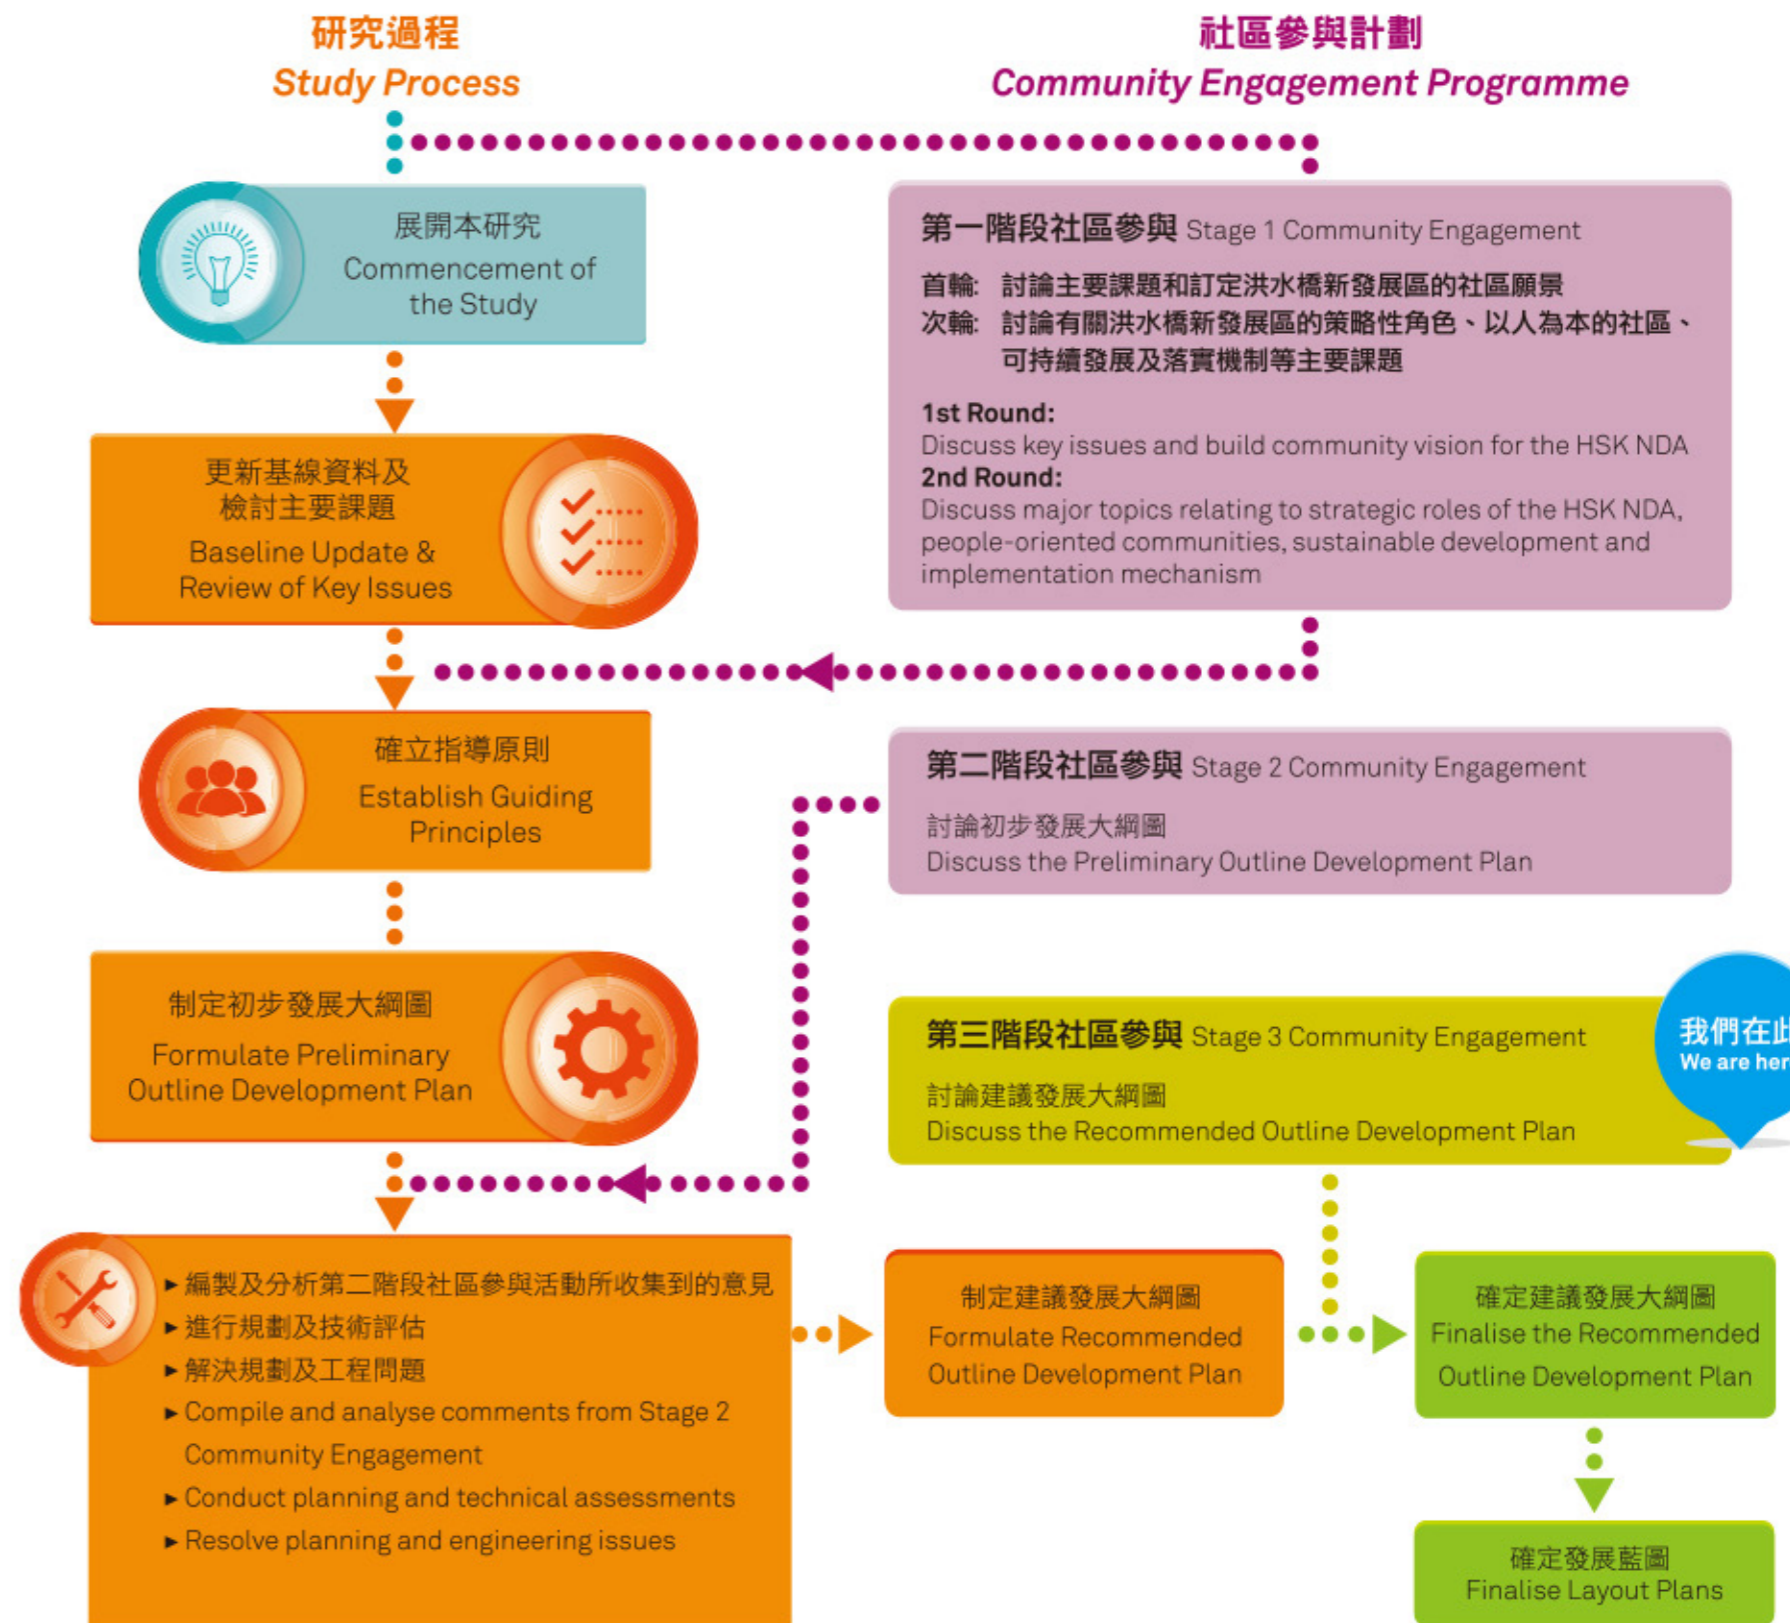 研究過程
Study Process
社區參與計劃
Community Engagement Programme
展開本研究
Commencement of
the Study
第一階段社區參與 Stage 1 Community Engagement
首輪: 討論主要課題和訂定洪水橋新發展區的社區願景
次輪: 討論有關洪水橋新發展區的策略性角色、以人為本的社區、
可持續發展及落實機制等主要課題
1st Round:
Discuss key issues and build community vision for the HSK NDA
2nd Round:
Discuss major topics relating to strategic roles of the HSK NDA,
people-oriented communities, sustainable development and
implementation mechanism
更新基線資料及
檢討主要課題
Baseline Update &
Review of Key Issues
確立指導原則
Establish Guiding
Principles
第二階段社區參與 Stage 2 Community Engagement
討論初步發展大綱圖
Discuss the Preliminary Outline Development Plan
制定初步發展大綱圖
Formulate Preliminary
Outline Development Plan
第三階段社區參與 Stage 3 Community Engagement
討論建議發展大綱圖
Discuss the Recommended Outline Development Plan
我們在此
We are here
▸ 編製及分析第二階段社區參與活動所收集到的意見
▸ 進行規劃及技術評估
▸ 解決規劃及工程問題
▸ Compile and analyse comments from Stage 2
Community Engagement
▸ Conduct planning and technical assessments
▸ Resolve planning and engineering issues
制定建議發展大綱圖
Formulate Recommended
Outline Development Plan
確定建議發展大綱圖
Finalise the Recommended
Outline Development Plan
確定發展藍圖
Finalise Layout Plans